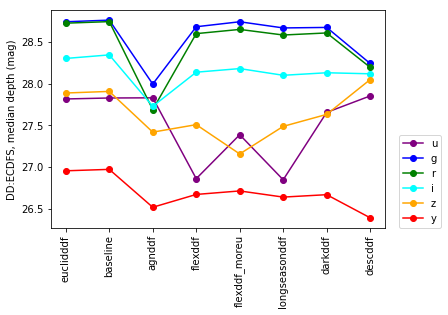 DD:ECDFS, median depth (mag)
28.5
28.0
27.5
27.0
26.5
euclidddf
baseline
agnddf
flexddf
flexddf_moreu
longseasonddf
darkddf
descddf
u
g
r
i
z
y